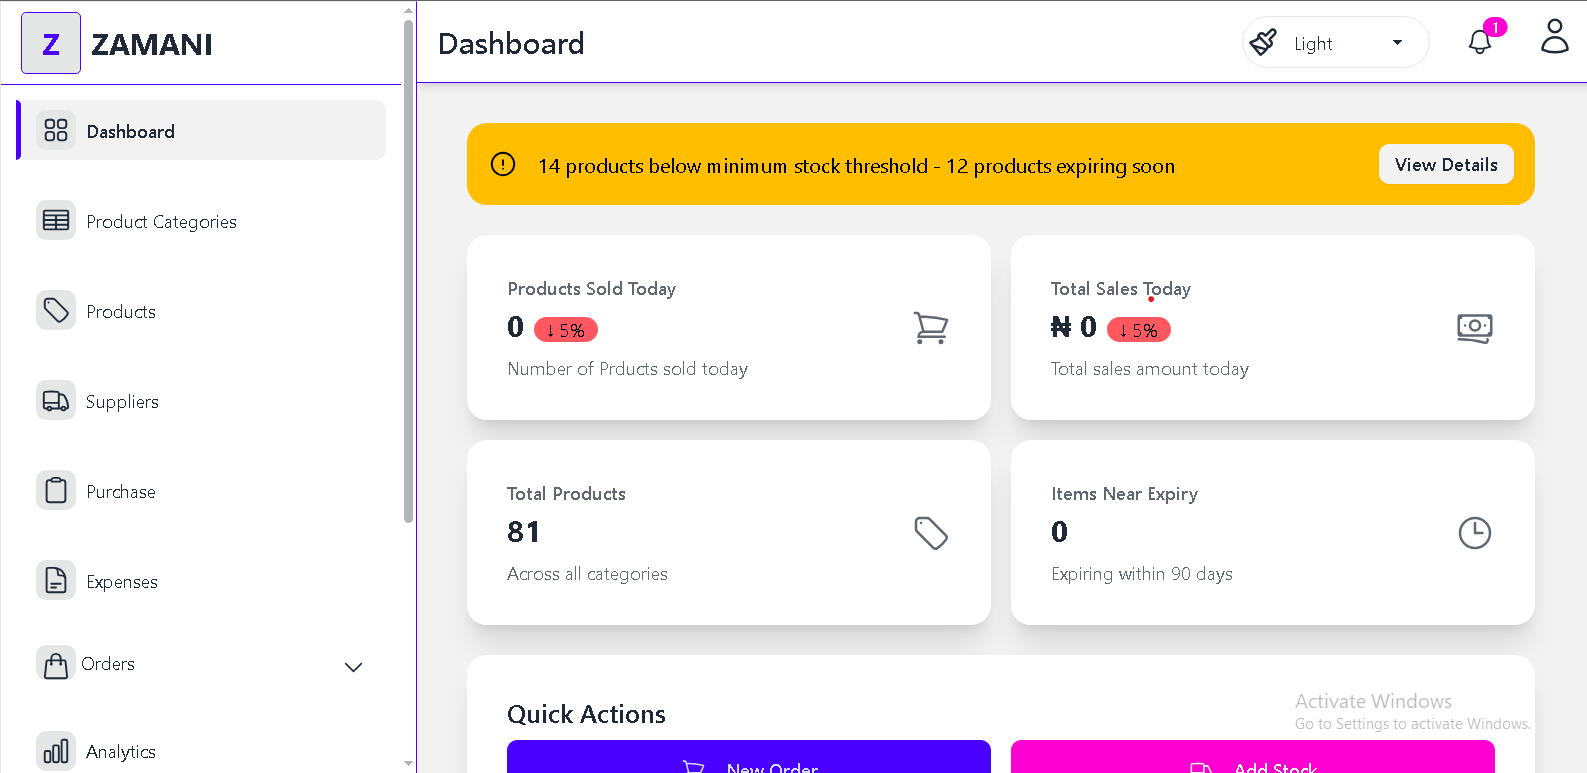 Z ZAMANI
Dashboard
Product Categories
Products
Suppliers
Purchase
Expenses
Orders
Analytics
Dashboard
Light
1
14 products below minimum stock threshold - 12 products expiring soon
View Details
Products Sold Today
0 ↓ 5%
Number of Prducts sold today
Total Sales Today
₦ 0 ↓ 5%
Total sales amount today
Total Products
81
Across all categories
Items Near Expiry
0
Expiring within 90 days
Quick Actions
New Order
Add Stock
Activate Windows
Go to Settings to activate Windows.